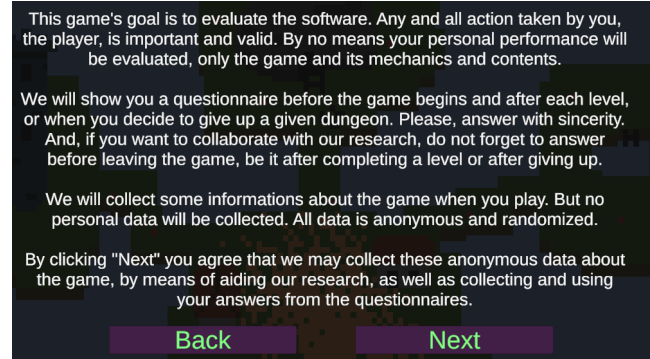 This game's goal is to evaluate the software. Any and all action taken by you,
the player, is important and valid. By no means your personal performance will
be evaluated, only the game and its mechanics and contents.
We will show you a questionnaire before the game begins and after each level,
or when you decide to give up a given dungeon. Please, answer with sincerity.
And, if you want to collaborate with our research, do not forget to answer
before leaving the game, be it after completing a level or after giving up.
We will collect some informations about the game when you play. But no
personal data will be collected. All data is anonymous and randomized.
By clicking "Next" you agree that we may collect these anonymous data about
the game, by means of aiding our research, as well as collecting and using
your answers from the questionnaires.
Back Next